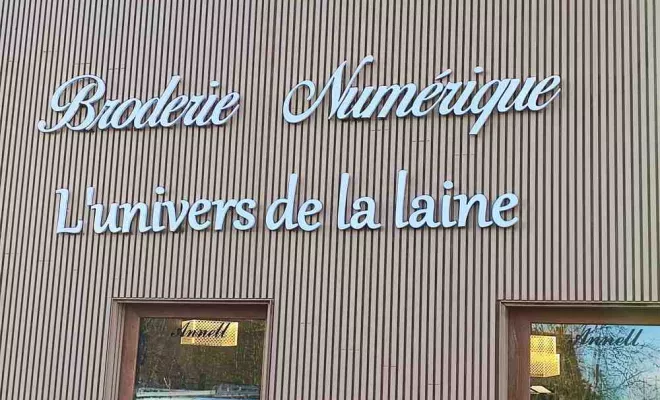 Broderie Numérique
L'univers de la laine
Annell
Annell